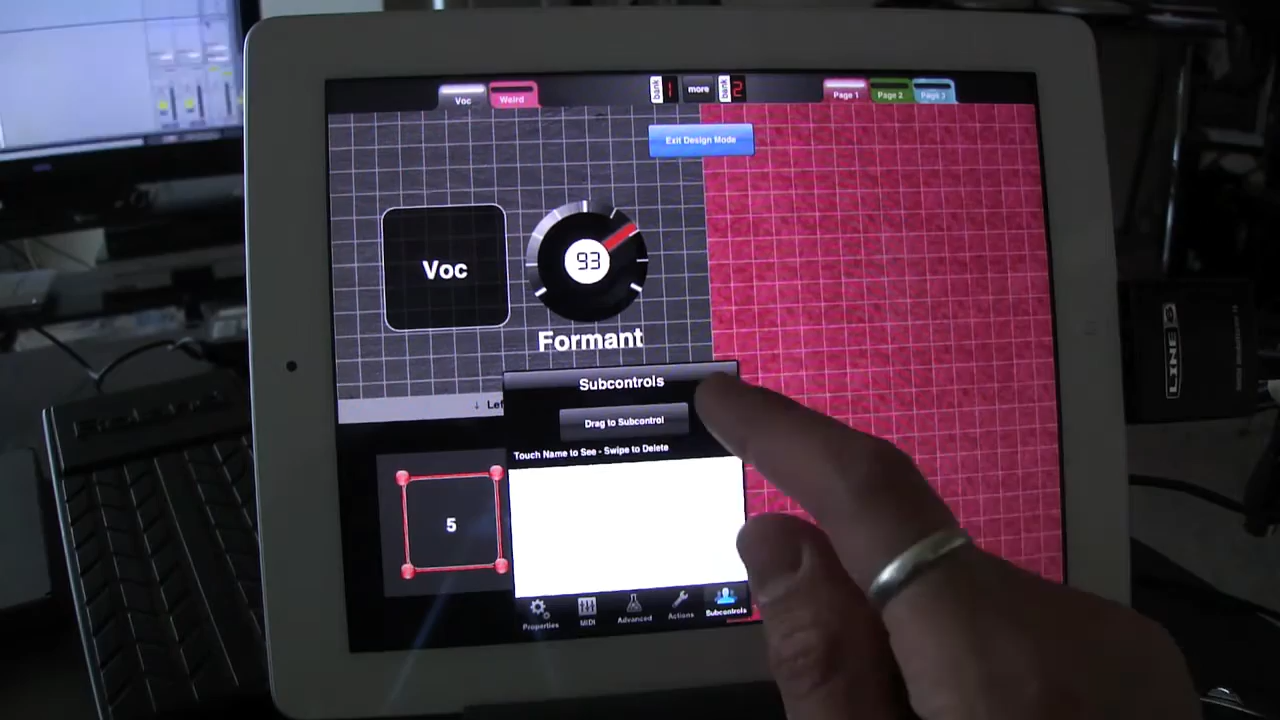 Voc
Weird
bank 1
more
bank 2
Page 1
Page 2
Page 3
Exit Design Mode
Voc
93
Formant
Subcontrols
↓ Lef
Drag to Subcontrol
Touch Name to See - Swipe to Delete
5
Properties
MIDI
Advanced
Actions
Subcontrols
LINE 6